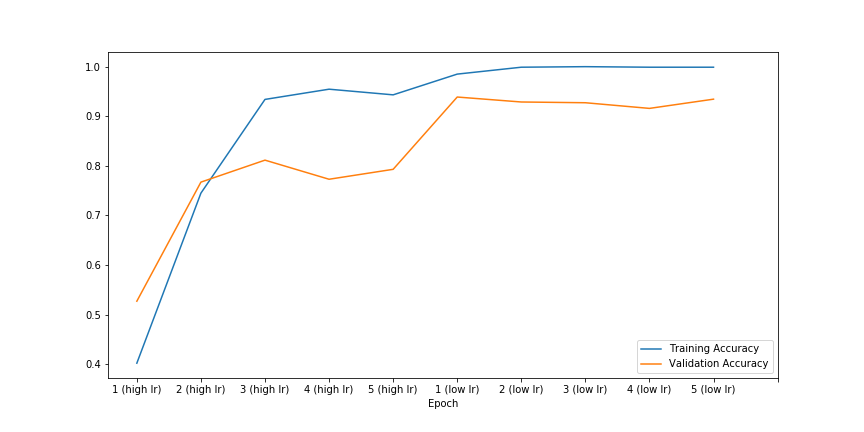 1.0
0.9
0.8
0.7
0.6
0.5
0.4
Training Accuracy
Validation Accuracy
1 (high lr) 2 (high lr) 3 (high lr) 4 (high lr) 5 (high lr) 1 (low lr) 2 (low lr) 3 (low lr) 4 (low lr) 5 (low lr)
Epoch